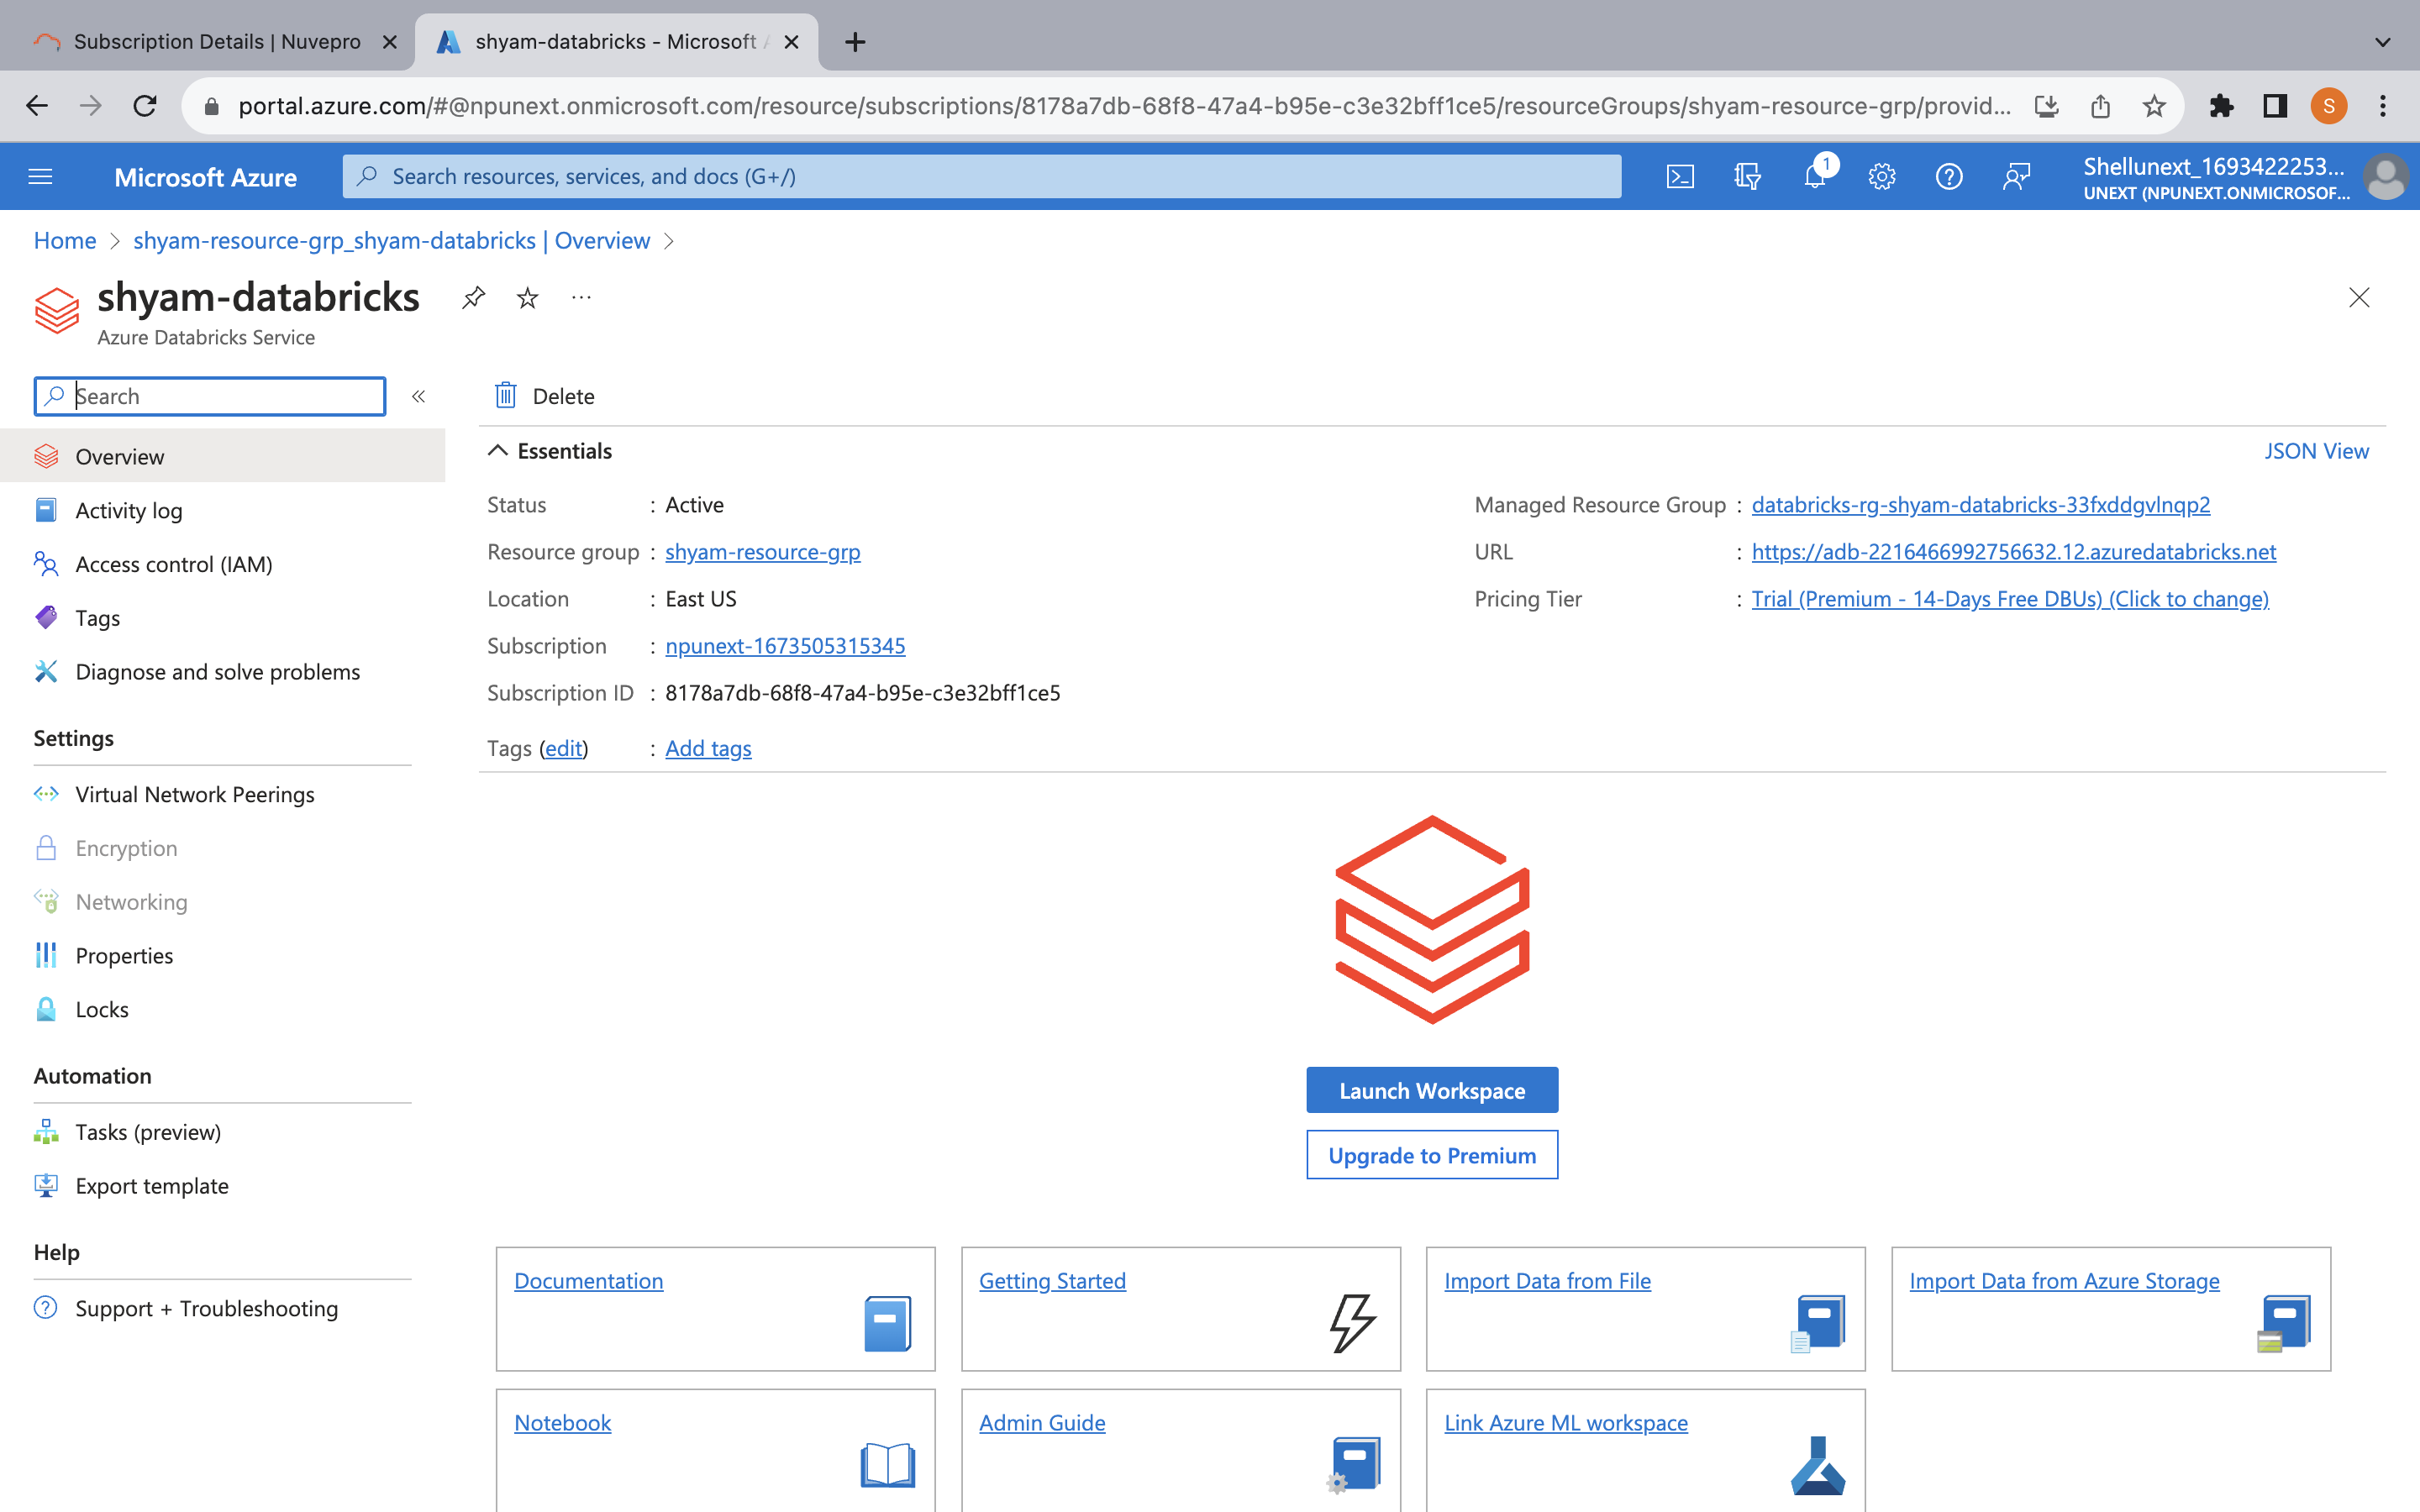 Subscription Details | Nuvepro
shyam-databricks - Microsoft A
portal.azure.com/#@npunext.onmicrosoft.com/resource/subscriptions/8178a7db-68f8-47a4-b95e-c3e32bff1ce5/resourceGroups/shyam-resource-grp/provid...
S
Microsoft Azure
Search resources, services, and docs (G+/)
1
Shellunext_1693422253...
UNEXT (NPUNEXT.ONMICROSOF...
Home > shyam-resource-grp_shyam-databricks | Overview >
shyam-databricks
...
Azure Databricks Service
Search
«
Delete
Overview
Activity log
Access control (IAM)
Tags
Diagnose and solve problems
Settings
Virtual Network Peerings
Encryption
Networking
Properties
Locks
Automation
Tasks (preview)
Export template
Help
Support + Troubleshooting
Essentials
JSON View
Status : Active
Resource group : shyam-resource-grp
Location : East US
Subscription : npunext-1673505315345
Subscription ID : 8178a7db-68f8-47a4-b95e-c3e32bff1ce5
Tags (edit) : Add tags
Managed Resource Group : databricks-rg-shyam-databricks-33fxddgvlnqp2
URL : https://adb-2216466992756632.12.azuredatabricks.net
Pricing Tier : Trial (Premium - 14-Days Free DBUs) (Click to change)
Launch Workspace
Upgrade to Premium
Documentation
Getting Started
Import Data from File
Import Data from Azure Storage
Notebook
Admin Guide
Link Azure ML workspace